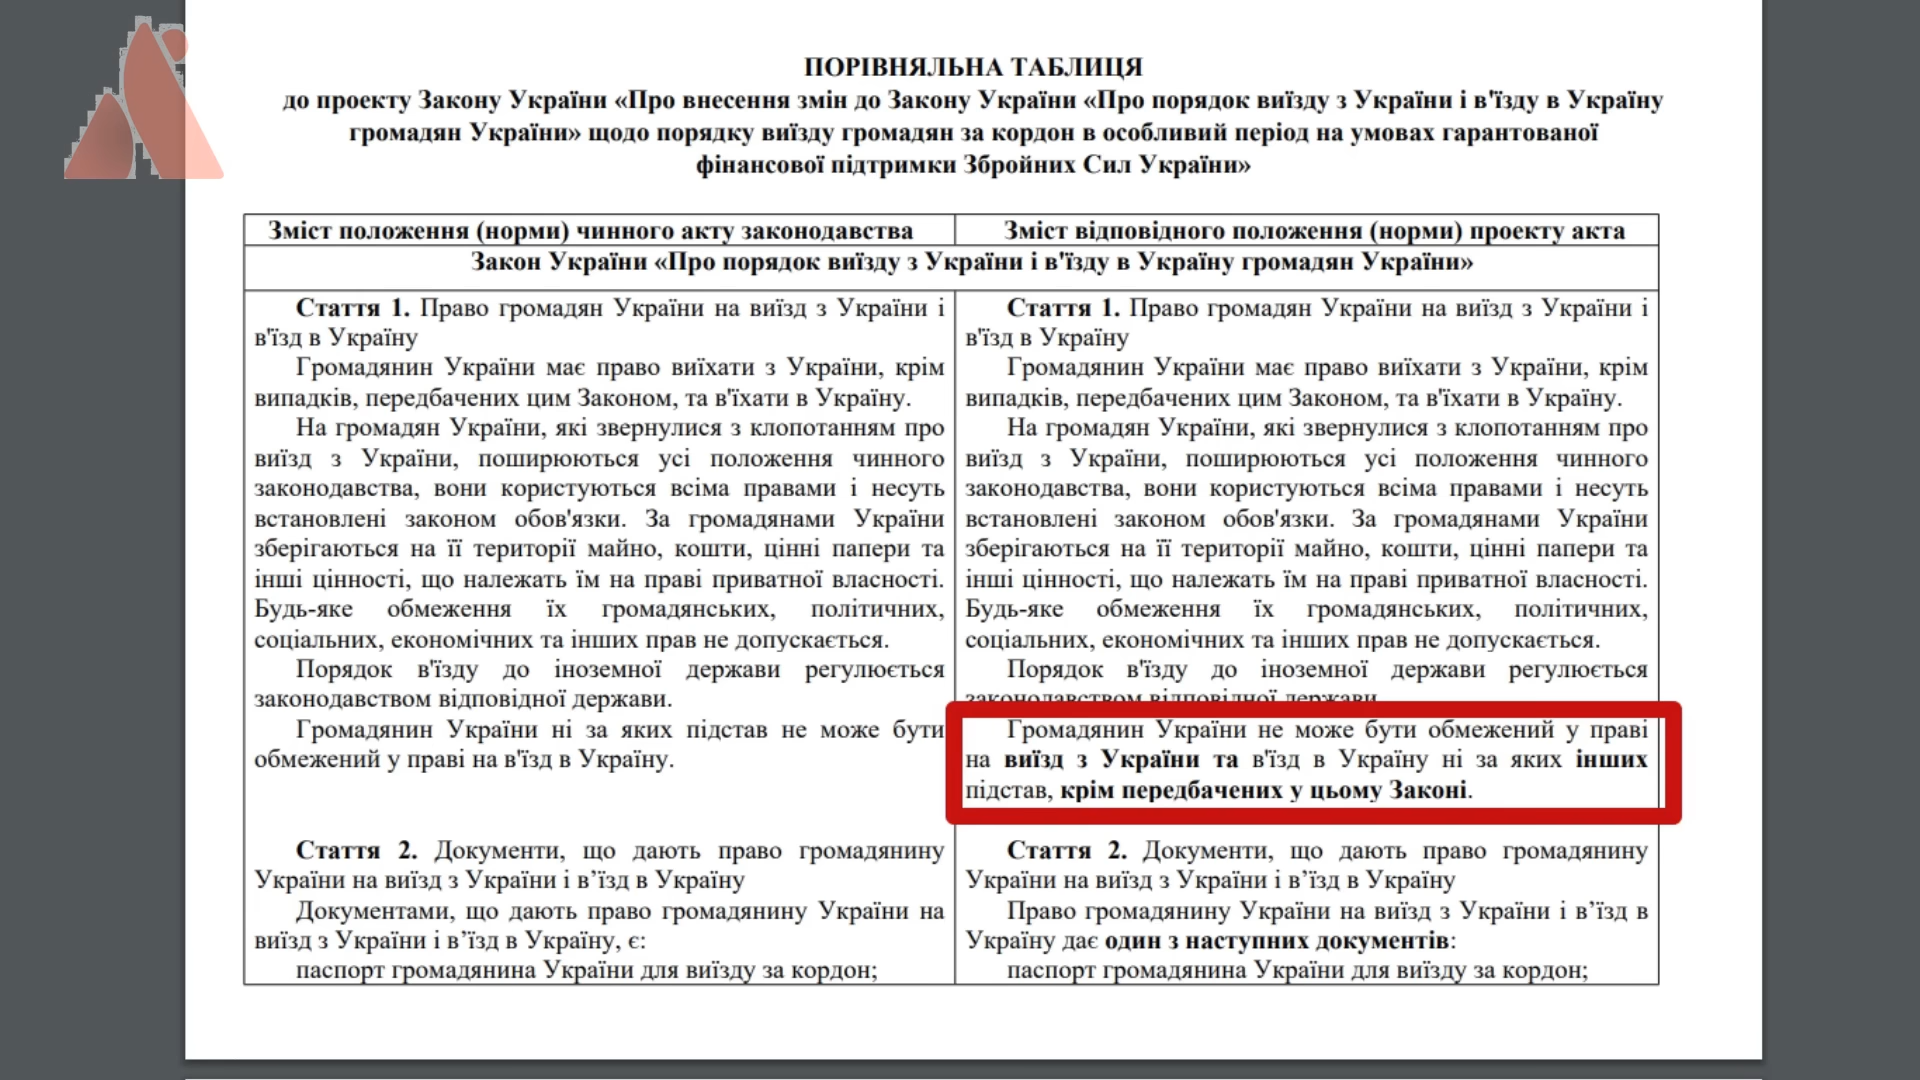 ПОРІВНЯЛЬНА ТАБЛИЦЯ
до проекту Закону України «Про внесення змін до Закону України «Про порядок виїзду з України і в'їзду в Україну
громадян України» щодо порядку виїзду громадян за кордон в особливий період на умовах гарантованої
фінансової підтримки Збройних Сил України»
Зміст положення (норми) чинного акту законодавства
Зміст відповідного положення (норми) проекту акта
Закон України «Про порядок виїзду з України і в'їзду в Україну громадян України»
Стаття 1. Право громадян України на виїзд з України і
в'їзд в Україну
Громадянин України має право виїхати з України, крім
випадків, передбачених цим Законом, та в'їхати в Україну.
На громадян України, які звернулися з клопотанням про
виїзд з України, поширюються усі положення чинного
законодавства, вони користуються всіма правами і несуть
встановлені законом обов'язки. За громадянами України
зберігаються на її території майно, кошти, цінні папери та
інші цінності, що належать їм на праві приватної власності.
Будь-яке обмеження їх громадянських, політичних,
соціальних, економічних та інших прав не допускається.
Порядок в'їзду до іноземної держави регулюється
законодавством відповідної держави.
Громадянин України ні за яких підстав не може бути
обмежений у праві на в'їзд в Україну.
Стаття 2. Документи, що дають право громадянину
України на виїзд з України і в’їзд в Україну
Документами, що дають право громадянину України на
виїзд з України і в’їзд в Україну, є:
паспорт громадянина України для виїзду за кордон;
Стаття 1. Право громадян України на виїзд з України і
в'їзд в Україну
Громадянин України має право виїхати з України, крім
випадків, передбачених цим Законом, та в'їхати в Україну.
На громадян України, які звернулися з клопотанням про
виїзд з України, поширюються усі положення чинного
законодавства, вони користуються всіма правами і несуть
встановлені законом обов'язки. За громадянами України
зберігаються на її території майно, кошти, цінні папери та
інші цінності, що належать їм на праві приватної власності.
Будь-яке обмеження їх громадянських, політичних,
соціальних, економічних та інших прав не допускається.
Порядок в'їзду до іноземної держави регулюється
законодавством відповідної держави
Громадянин України не може бути обмежений у праві
на виїзд з України та в'їзд в Україну ні за яких інших
підстав, крім передбачених у цьому Законі.
Стаття 2. Документи, що дають право громадянину
України на виїзд з України і в’їзд в Україну
Право громадянину України на виїзд з України і в’їзд в
Україну дає один з наступних документів:
паспорт громадянина України для виїзду за кордон;